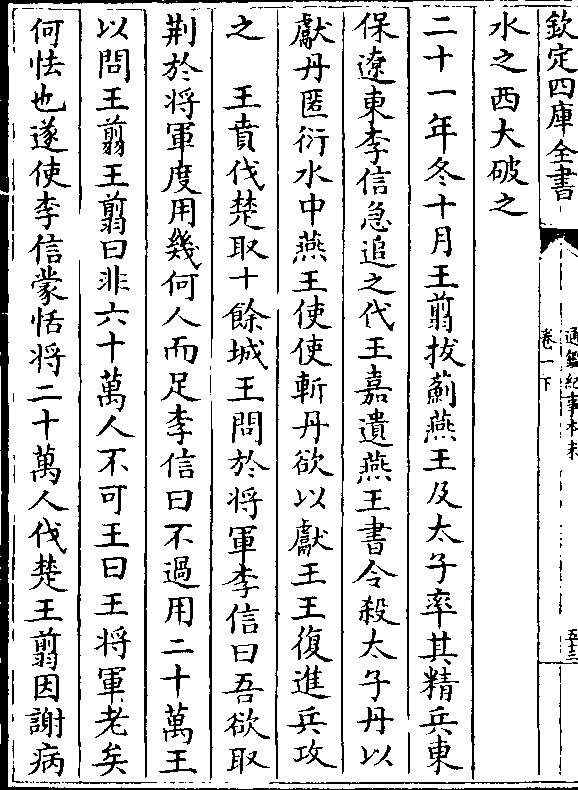 欽定四庫全書
通鑑紀事本末
卷一下
五十三
水之西大破之
二十一年冬十月王翦拔薊燕王及太子率其精兵東
保遼東李信急追之代王嘉遺燕王書令殺太子丹以
獻丹匿衍水中燕王使使斬丹欲以獻王王復進兵攻
之　王賁伐楚取十餘城王問於将軍李信曰吾欲取
荆於将軍度用幾何人而足李信曰不過用二十萬王
以問王翦王翦曰非六十萬人不可王曰王将軍老矣
何怯也遂使李信蒙恬将二十萬人伐楚王翦因謝病